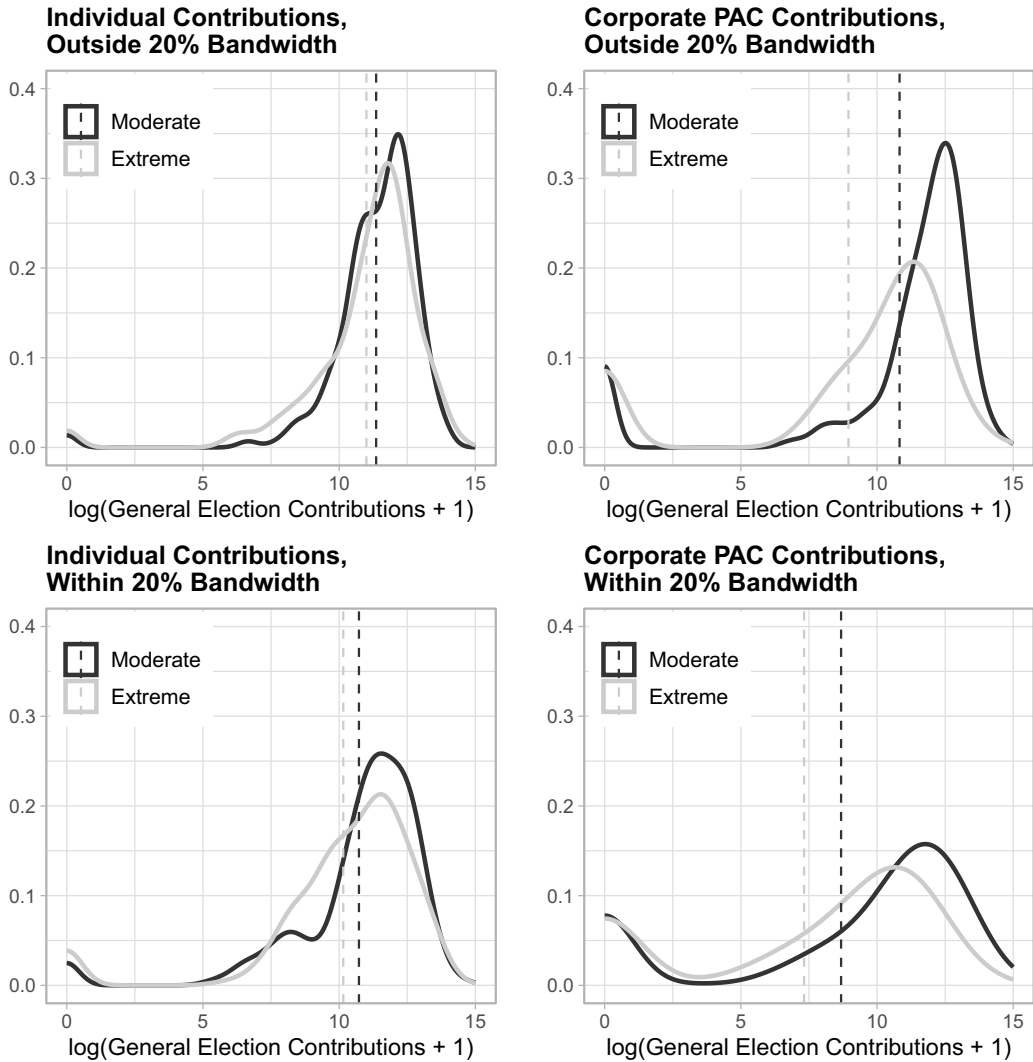 Individual Contributions,
Outside 20% Bandwidth
0.4
0.3
0.2
0.1
0.0
Moderate
Extreme
0
5
10
15
log(General Election Contributions + 1)
Corporate PAC Contributions,
Outside 20% Bandwidth
0.4
0.3
0.2
0.1
0.0
Moderate
Extreme
0
5
10
15
log(General Election Contributions + 1)
Individual Contributions,
Within 20% Bandwidth
0.4
0.3
0.2
0.1
0.0
Moderate
Extreme
0
5
10
15
log(General Election Contributions + 1)
Corporate PAC Contributions,
Within 20% Bandwidth
0.4
0.3
0.2
0.1
0.0
Moderate
Extreme
0
5
10
15
log(General Election Contributions + 1)